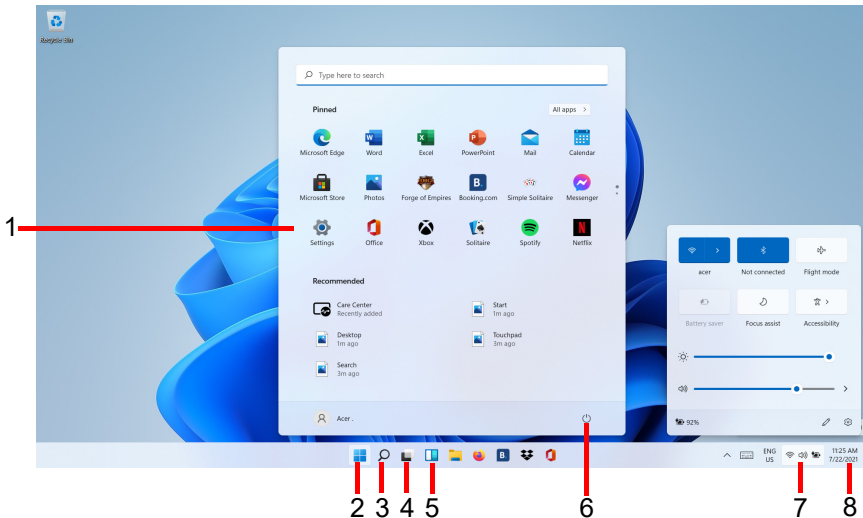 Recycle Bin
Type here to search
Pinned
All apps >
Microsoft Edge Word Excel PowerPoint Mail Calendar
Microsoft Store Photos Forge of Empires Booking.com Simple Solitaire Messenger
Settings Office Xbox Solitaire Spotify Netflix
Recommended
Care Center
Recently added
Start
1m ago
Desktop
1m ago
Touchpad
3m ago
Search
3m ago
Acer .
acer Not connected Flight mode
Battery saver Focus assist Accessibility
92%
ENG
US
11:25 AM
7/22/2021
1
2 3 4 5 6 7 8